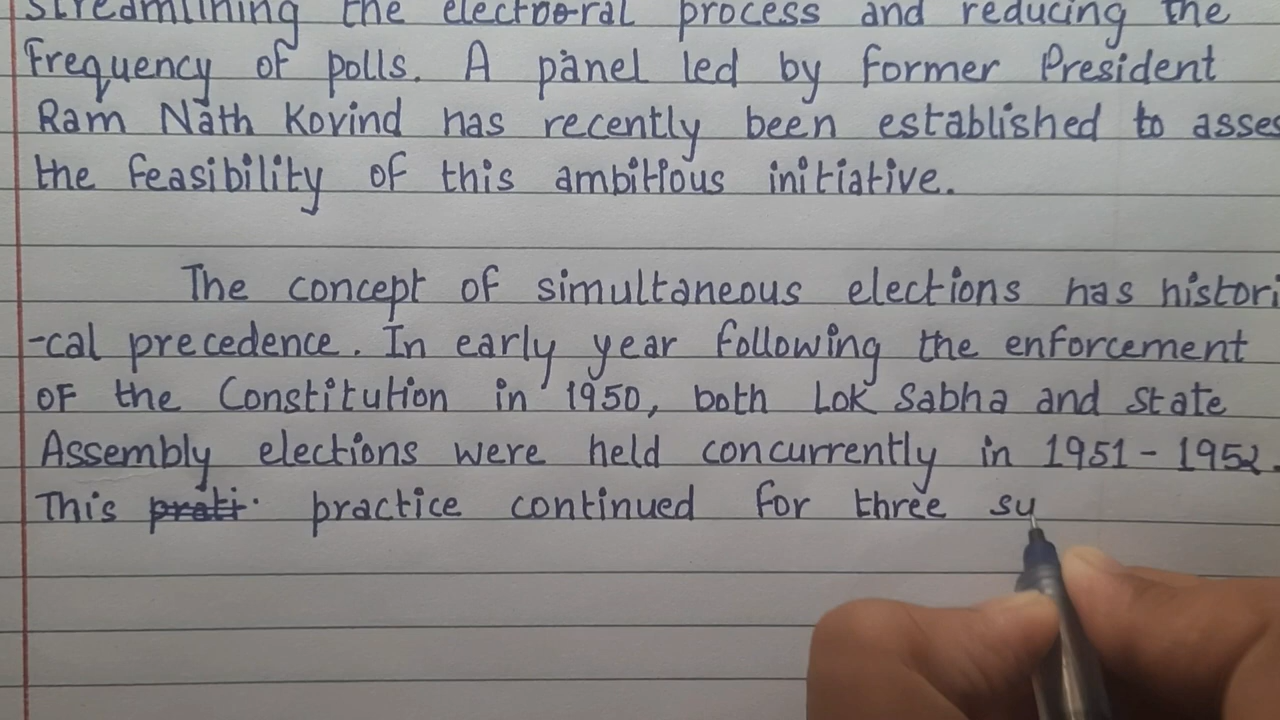 streamlining the electoral process and reducing the
frequency of polls. A panel led by former President
Ram Nath Kovind has recently been established to asses
the feasibility of this ambitious initiative.
The concept of simultaneous elections has histori
-cal precedence. In early year following the enforcement
of the Constitution in 1950, both Lok Sabha and State
Assembly elections were held concurrently in 1951-1952.
This prati. practice continued for three su